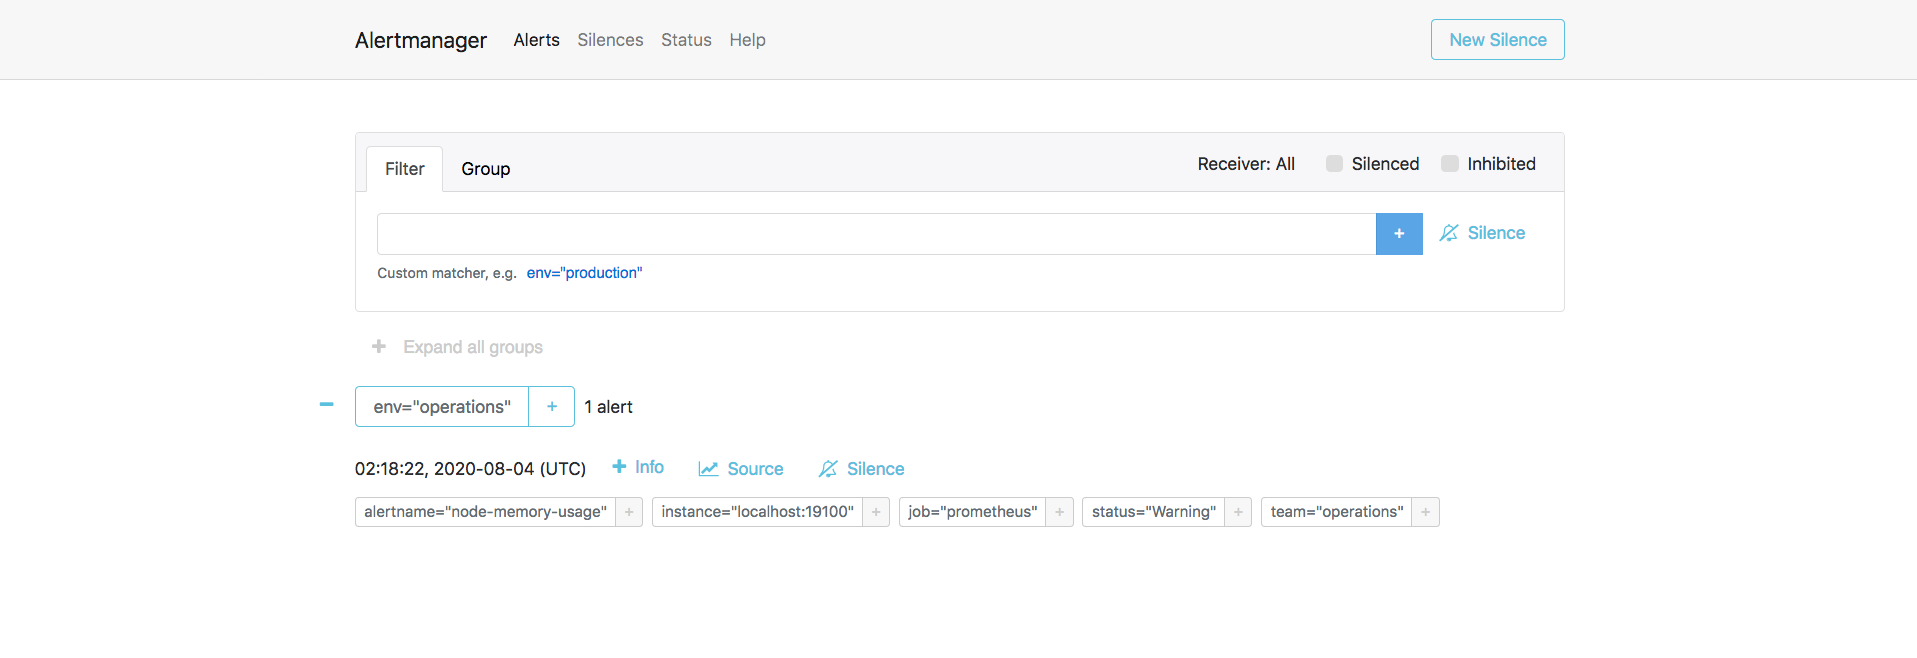 Alertmanager Alerts Silences Status Help New Silence
Filter Group Receiver: All Silenced Inhibited
+ Silence
Custom matcher, e.g. env="production"
+ Expand all groups
− env="operations" + 1 alert
02:18:22, 2020-08-04 (UTC) + Info Source Silence
alertname="node-memory-usage" + instance="localhost:19100" + job="prometheus" + status="Warning" + team="operations" +